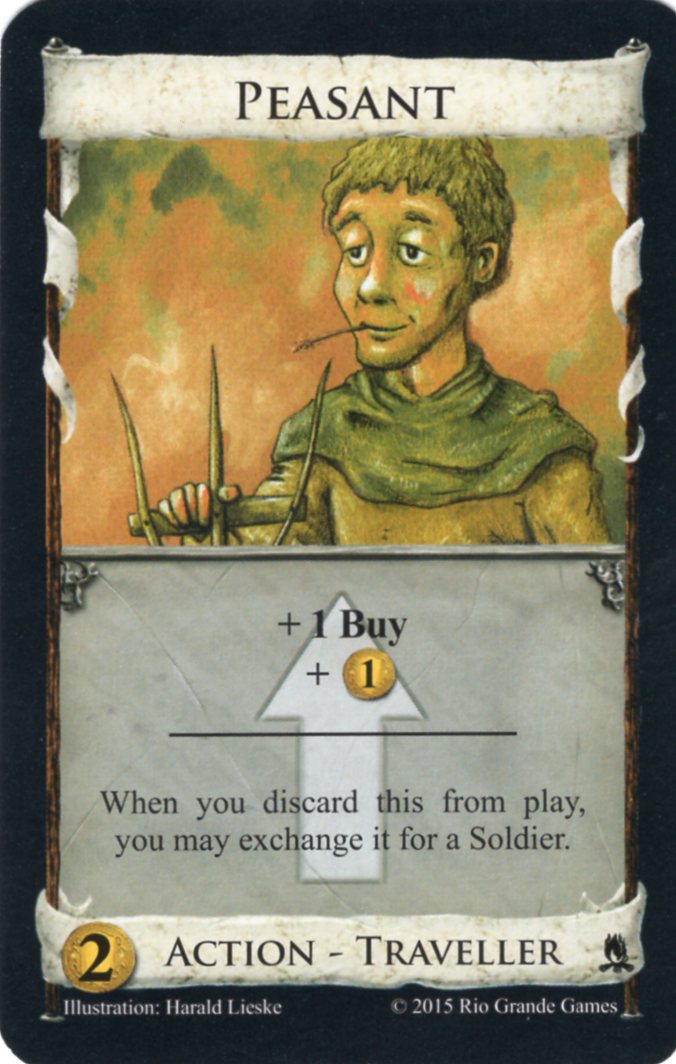 PEASANT
+ 1 Buy
+ 1
When you discard this from play,
you may exchange it for a Soldier.
2 ACTION - TRAVELLER
Illustration: Harald Lieske © 2015 Rio Grande Games